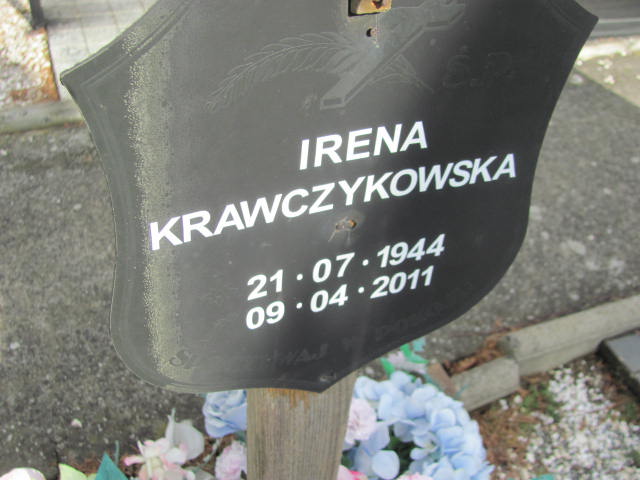 Ś.P.
IRENA
KRAWCZYKOWSKA
21 · 07 · 1944
09 · 04 · 2011